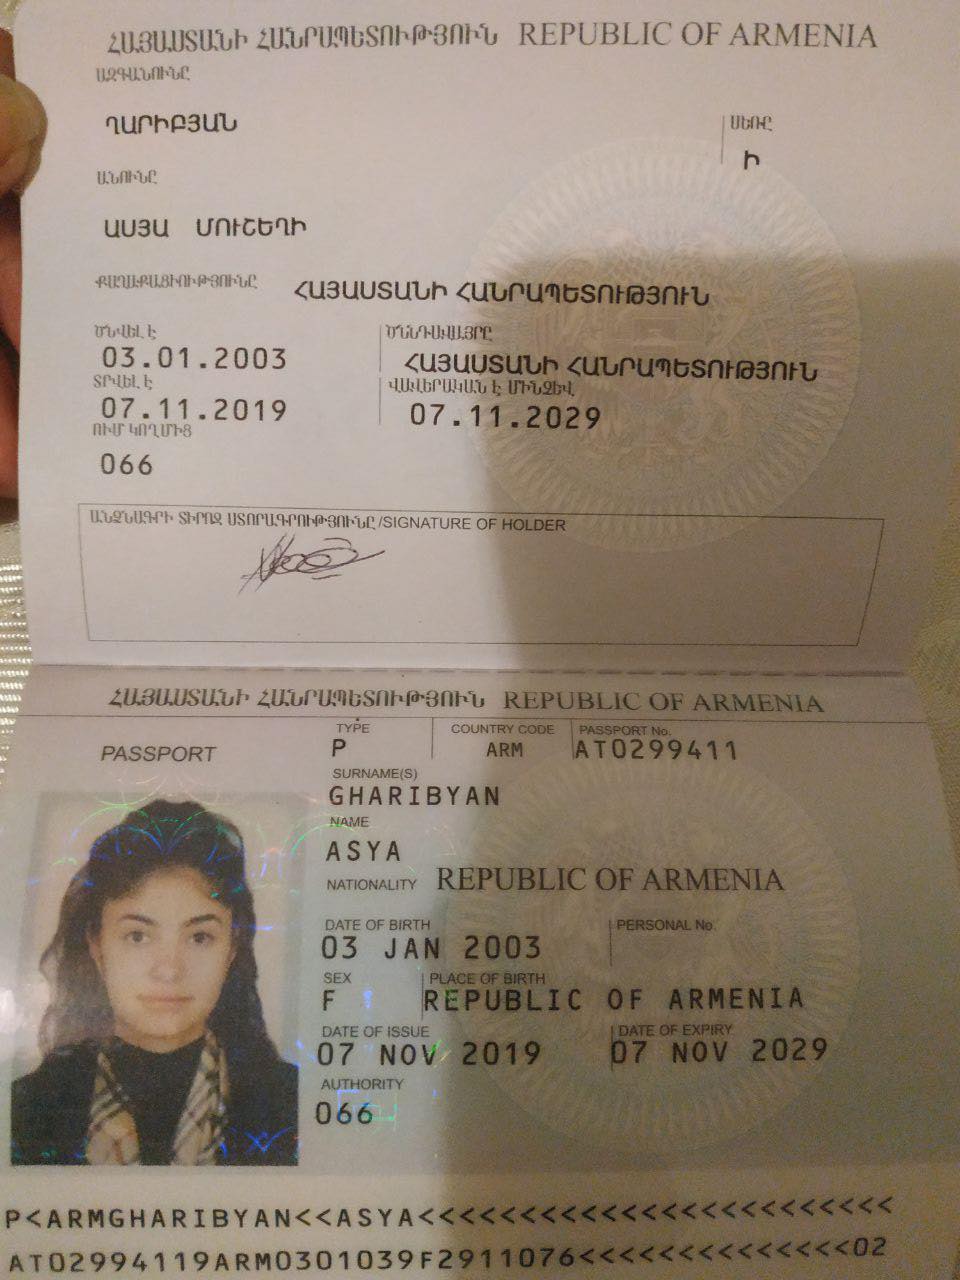 ՀԱՅԱՍՏԱՆԻ ՀԱՆՐԱՊԵՏՈՒԹՅՈՒՆ REPUBLIC OF ARMENIA
ԱԶԳԱՆՈՒՆԸ
ՂԱՐԻԲՅԱՆ
ՍԵՌԸ
Ի
ԱՆՈՒՆԸ
ԱՍՅԱ ՄՈՒՇԵՂԻ
ՔԱՂԱՔԱՑԻՈՒԹՅՈՒՆԸ ՀԱՅԱՍՏԱՆԻ ՀԱՆՐԱՊԵՏՈՒԹՅՈՒՆ
ԾՆՎԵԼ Է ԾՆՆԴԱՎԱՅՐԸ
03.01.2003 ՀԱՅԱՍՏԱՆԻ ՀԱՆՐԱՊԵՏՈՒԹՅՈՒՆ
ՏՐՎԵԼ Է ՎԱՎԵՐԱԿԱՆ Է ՄԻՆՉԵՎ
07.11.2019 07.11.2029
ՈՒՄ ԿՈՂՄԻՑ
066
ԱՆՁՆԱԳՐԻ ՏԻՐՈՋ ՍՏՈՐԱԳՐՈՒԹՅՈՒՆԸ/SIGNATURE OF HOLDER
ՀԱՅԱՍՏԱՆԻ ՀԱՆՐԱՊԵՏՈՒԹՅՈՒՆ REPUBLIC OF ARMENIA
PASSPORT
TYPE COUNTRY CODE PASSPORT No.
P ARM AT0299411
SURNAME(S)
GHARIBYAN
NAME
ASYA
NATIONALITY REPUBLIC OF ARMENIA
DATE OF BIRTH PERSONAL No.
03 JAN 2003
SEX PLACE OF BIRTH
F REPUBLIC OF ARMENIA
DATE OF ISSUE DATE OF EXPIRY
07 NOV 2019 07 NOV 2029
AUTHORITY
066
P<ARMGHARIBYAN<<ASYA<<<<<<<<<<<<<<<<<<<<<<<<
AT02994119ARM0301039F2911076<<<<<<<<<<<<<<02